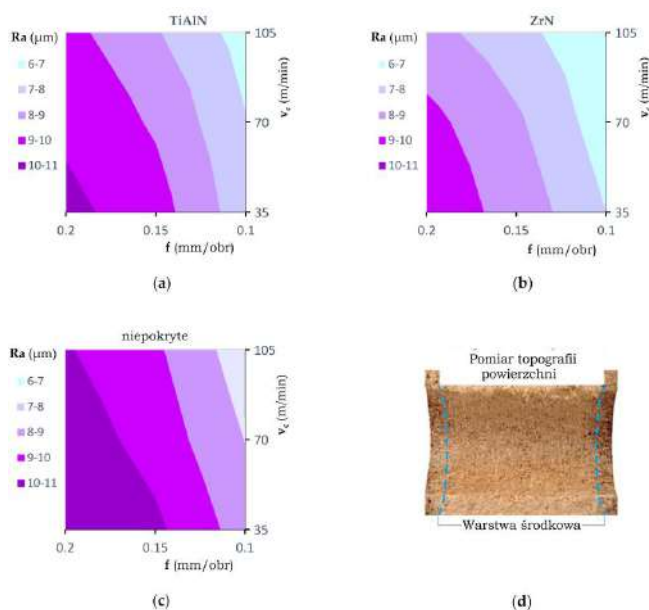 TiAlN
Ra (µm)
6-7
7-8
8-9
9-10
10-11
105
70
35
v_c (m/min)
0.2
0.15
0.1
f (mm/obr)
(a)
ZrN
Ra (µm)
6-7
7-8
8-9
9-10
10-11
105
70
35
v_c (m/min)
0.2
0.15
0.1
f (mm/obr)
(b)
niepokryte
Ra (µm)
6-7
7-8
8-9
9-10
10-11
105
70
35
v_c (m/min)
0.2
0.15
0.1
f (mm/obr)
(c)
Pomiar topografii
powierzchni
Warstwa środkowa
(d)